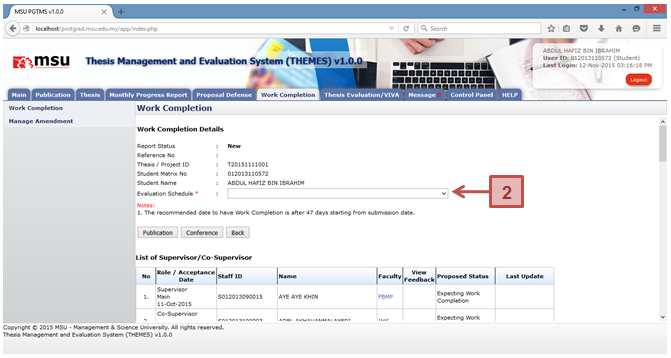 MSU PGTMS v1.0.0
localhost/postgrad.msu.edu.my/app/index.php
Search
msu
Thesis Management and Evaluation System (THEMES) v1.0.0
ABDUL HAFIZ BIN IBRAHIM
User ID: 012013110572 (Student)
Last Login: 12-Nov-2015 03:16:18 PM
Logout
Main Publication Thesis Monthly Progress Report Proposal Defense Work Completion Thesis Evaluation/VIVA Message Control Panel HELP
Work Completion
Manage Amendment
Work Completion
Work Completion Details
Report Status : New
Reference No :
Thesis / Project ID : T20151111001
Student Matrix No : 012013110572
Student Name : ABDUL HAFIZ BIN IBRAHIM
Evaluation Schedule * :
2
Notes:
1. The recommended date to have Work Completion is after 47 days starting from submission date.
Publication Conference Back
List of Supervisor/Co-Supervisor
No Role / Acceptance Date Staff ID Name Faculty View Feedback Proposed Status Last Update
1. Supervisor Main 11-Oct-2015 S012013090015 AYE AYE KHIN FBMP Expecting Work Completion
Co-Supervisor Expecting Work
Copyright © 2015 MSU - Management & Science University. All rights reserved.
Thesis Management and Evaluation System (THEMES) v1.0.0